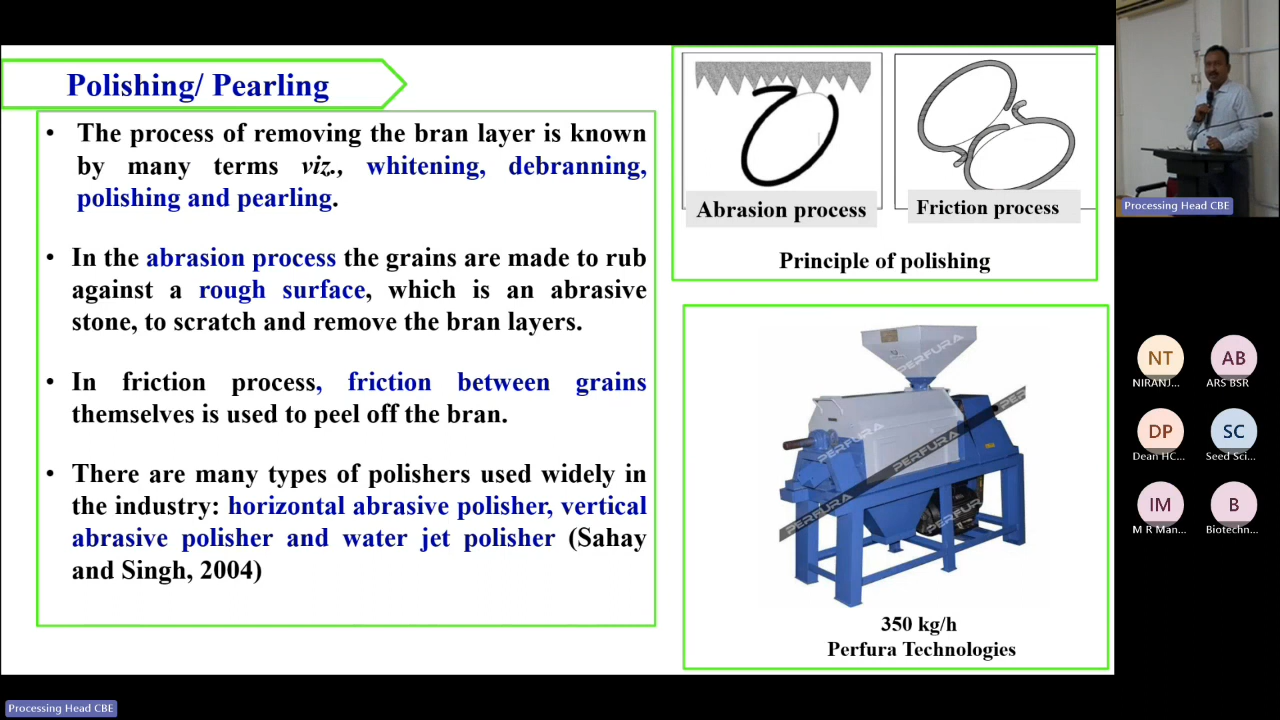 Polishing/ Pearling
• The process of removing the bran layer is known
by many terms viz., whitening, debranning,
polishing and pearling.
• In the abrasion process the grains are made to rub
against a rough surface, which is an abrasive
stone, to scratch and remove the bran layers.
• In friction process, friction between grains
themselves is used to peel off the bran.
• There are many types of polishers used widely in
the industry: horizontal abrasive polisher, vertical
abrasive polisher and water jet polisher (Sahay
and Singh, 2004)
Abrasion process
Friction process
Principle of polishing
PERFURA
PERFURA
PERFURA
PERFURA
350 kg/h
Perfura Technologies
Processing Head CBE
NT
NIRANJ...
AB
ARS BSR
DP
Dean HC...
SC
Seed Sci...
IM
M R Man...
B
Biotechn...
Processing Head CBE